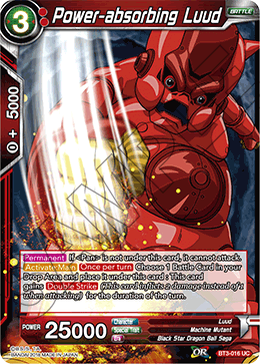 3
Power-absorbing Luud
BATTLE
0 + 5000
Permanent If <Pan> is not under this card, it cannot attack.
Activate Main Once per turn Choose 1 Battle Card in your
Drop Area and place it under this card : This card
gains Double Strike (This card inflicts 2 damage instead of 1
when attacking) for the duration of the turn.
POWER 25000
Character Luud
Special Trait Machine Mutant
Era Black Star Dragon Ball Saga
BT3-016 UC